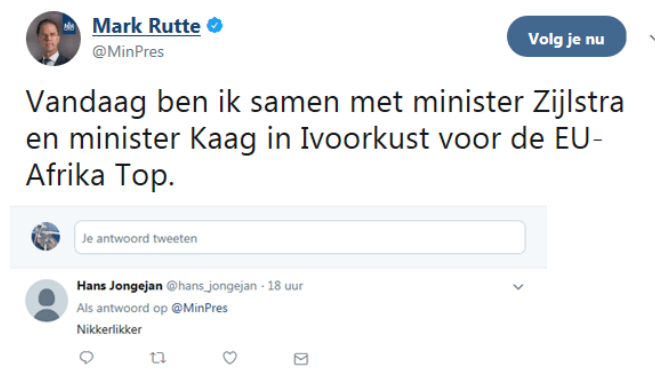 Mark Rutte
@MinPres
Volg je nu
Vandaag ben ik samen met minister Zijlstra
en minister Kaag in Ivoorkust voor de EU-
Afrika Top.
Je antwoord tweeten
Hans Jongejan @hans_jongejan · 18 uur
Als antwoord op @MinPres
Nikkerlikker